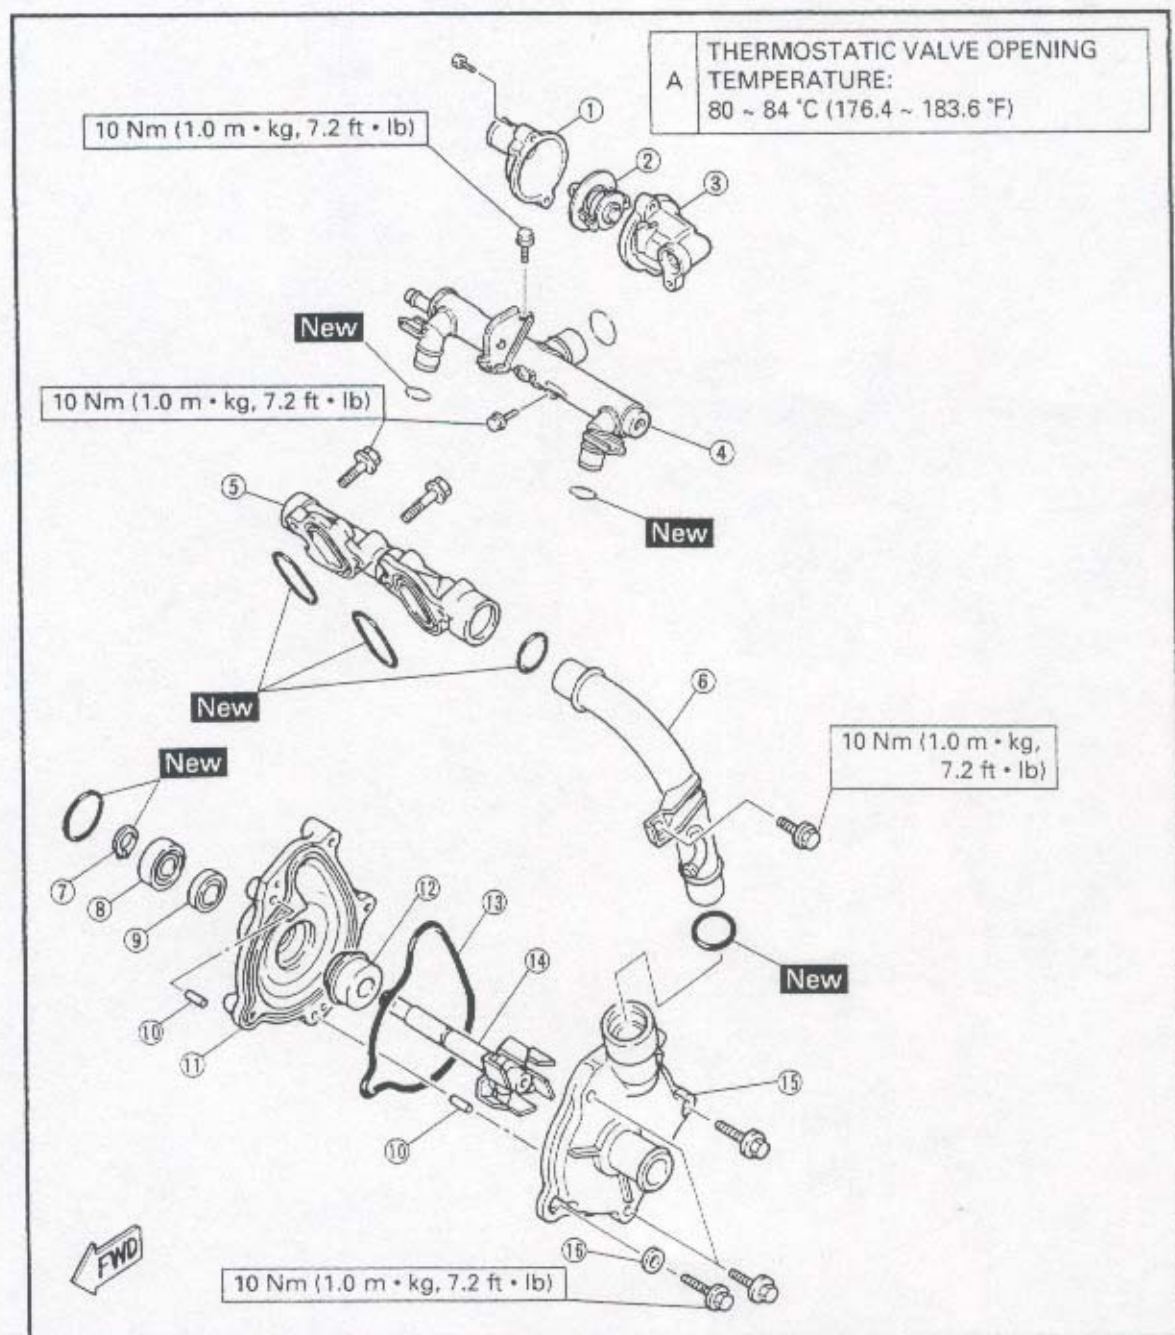 A
THERMOSTATIC VALVE OPENING
TEMPERATURE:
80 ~ 84 °C (176.4 ~ 183.6 °F)
10 Nm (1.0 m • kg, 7.2 ft • lb)
①
②
③
New
10 Nm (1.0 m • kg, 7.2 ft • lb)
④
⑤
New
New
⑥
10 Nm (1.0 m • kg,
7.2 ft • lb)
New
⑦
⑧
⑨
⑫
⑬
⑭
New
⑩
⑪
⑩
⑮
FWD
⑯
10 Nm (1.0 m • kg, 7.2 ft • lb)